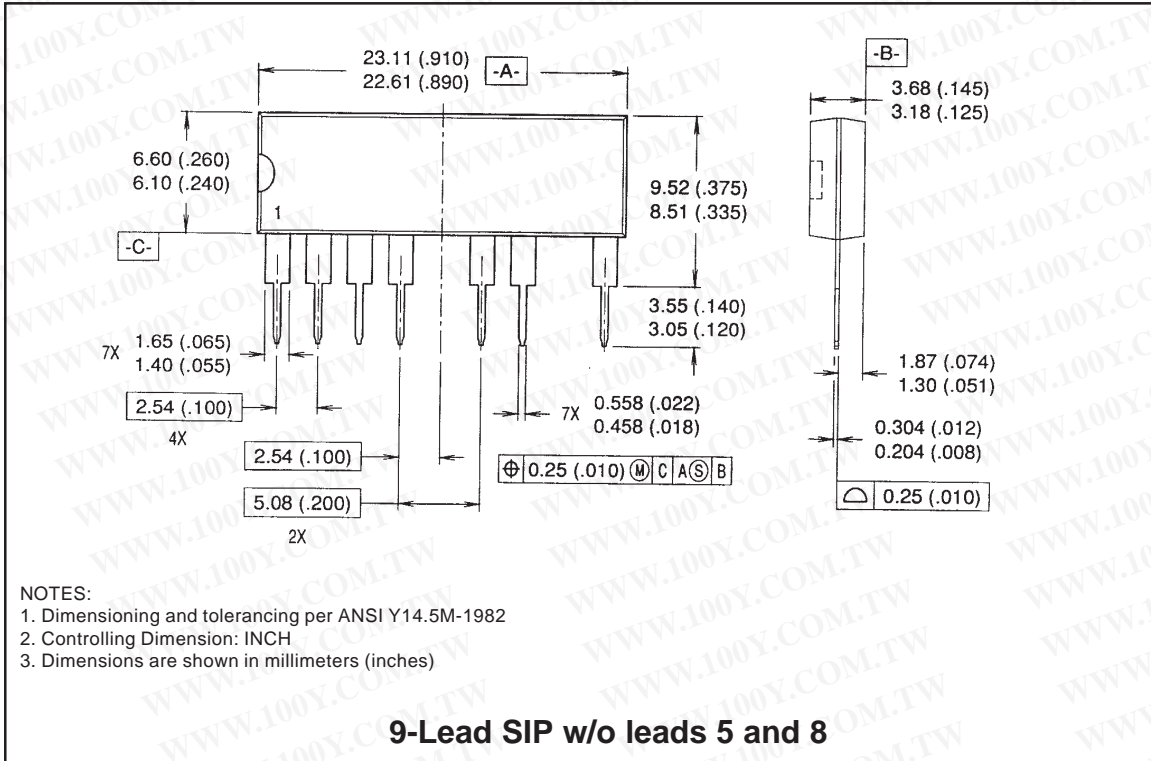 23.11 (.910)
22.61 (.890)
-A-
-B-
3.68 (.145)
3.18 (.125)
6.60 (.260)
6.10 (.240)
9.52 (.375)
8.51 (.335)
1
-C-
3.55 (.140)
3.05 (.120)
7X 1.65 (.065)
1.40 (.055)
1.87 (.074)
1.30 (.051)
2.54 (.100)
4X
7X 0.558 (.022)
0.458 (.018)
0.304 (.012)
0.204 (.008)
2.54 (.100)
⌖ 0.25 (.010) Ⓜ C A Ⓢ B
5.08 (.200)
2X
⌓ 0.25 (.010)
NOTES:
1. Dimensioning and tolerancing per ANSI Y14.5M-1982
2. Controlling Dimension: INCH
3. Dimensions are shown in millimeters (inches)
9-Lead SIP w/o leads 5 and 8
WWW.100Y.COM.TW